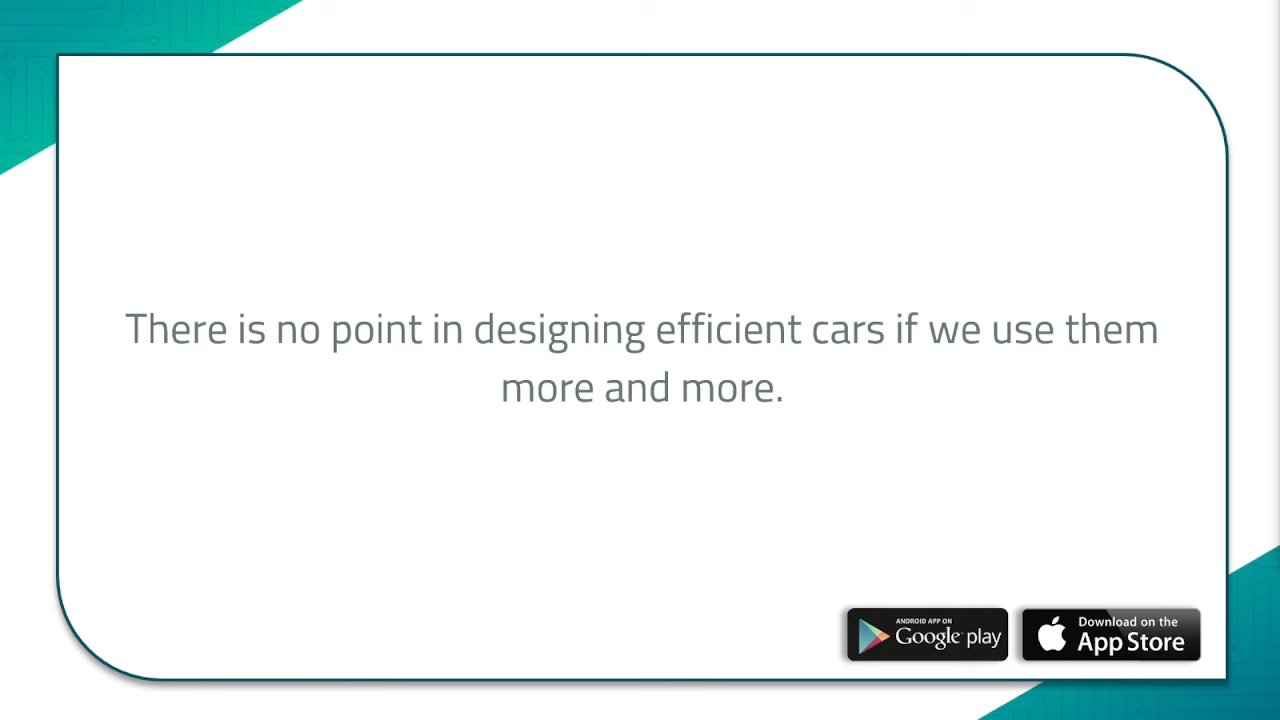 There is no point in designing efficient cars if we use them
more and more.
ANDROID APP ON
Google play
Download on the
App Store